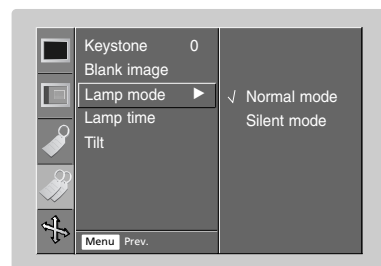 Keystone 0
Blank image
Lamp mode ▶
Lamp time
Tilt
√ Normal mode
Silent mode
Menu Prev.